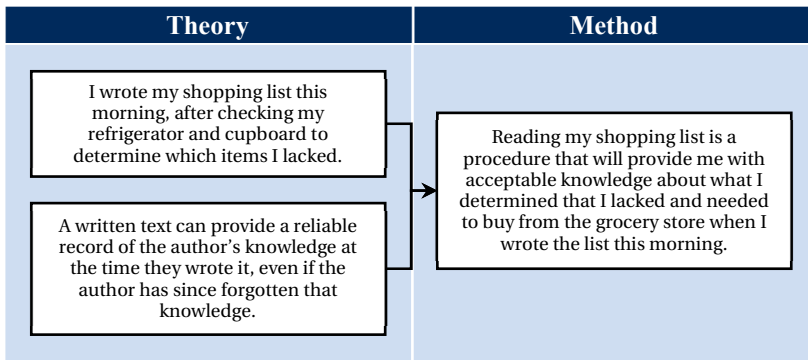 Theory
Method
I wrote my shopping list this
morning, after checking my
refrigerator and cupboard to
determine which items I lacked.
A written text can provide a reliable
record of the author’s knowledge at
the time they wrote it, even if the
author has since forgotten that
knowledge.
Reading my shopping list is a
procedure that will provide me with
acceptable knowledge about what I
determined that I lacked and needed
to buy from the grocery store when I
wrote the list this morning.